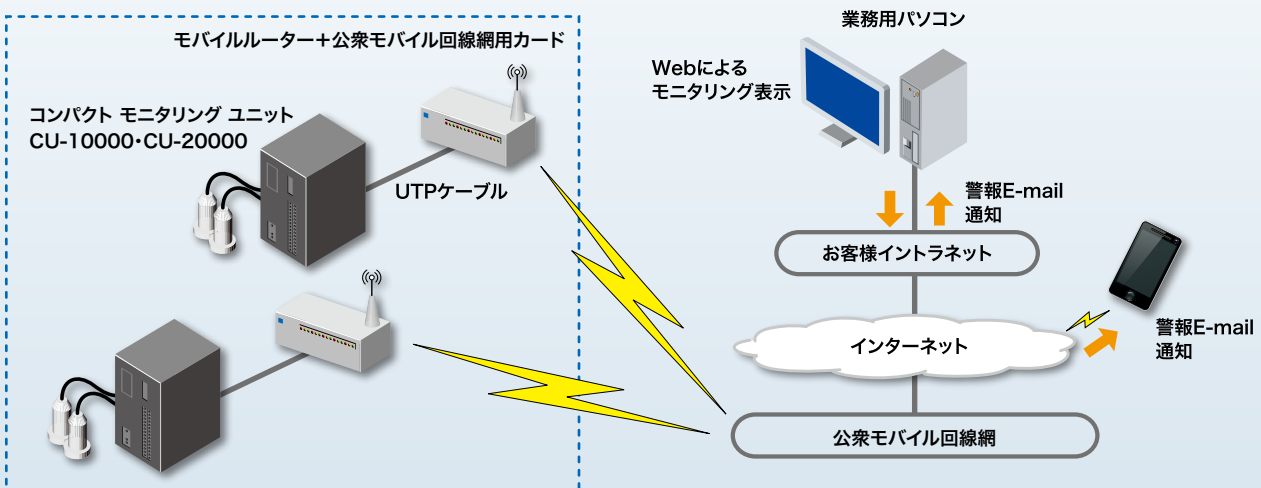 モバイルルーター＋公衆モバイル回線網用カード
コンパクト モニタリング ユニット
CU-10000・CU-20000
UTPケーブル
業務用パソコン
Webによる
モニタリング表示
警報E-mail
通知
お客様イントラネット
インターネット
警報E-mail
通知
公衆モバイル回線網